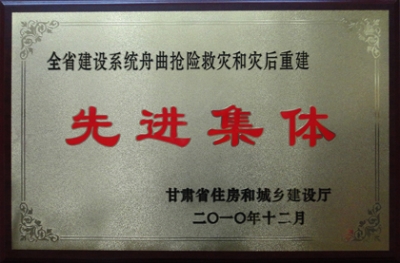 全省建设系统舟曲抢险救灾和灾后重建
先进集体
甘肃省住房和城乡建设厅
二〇一〇年十二月